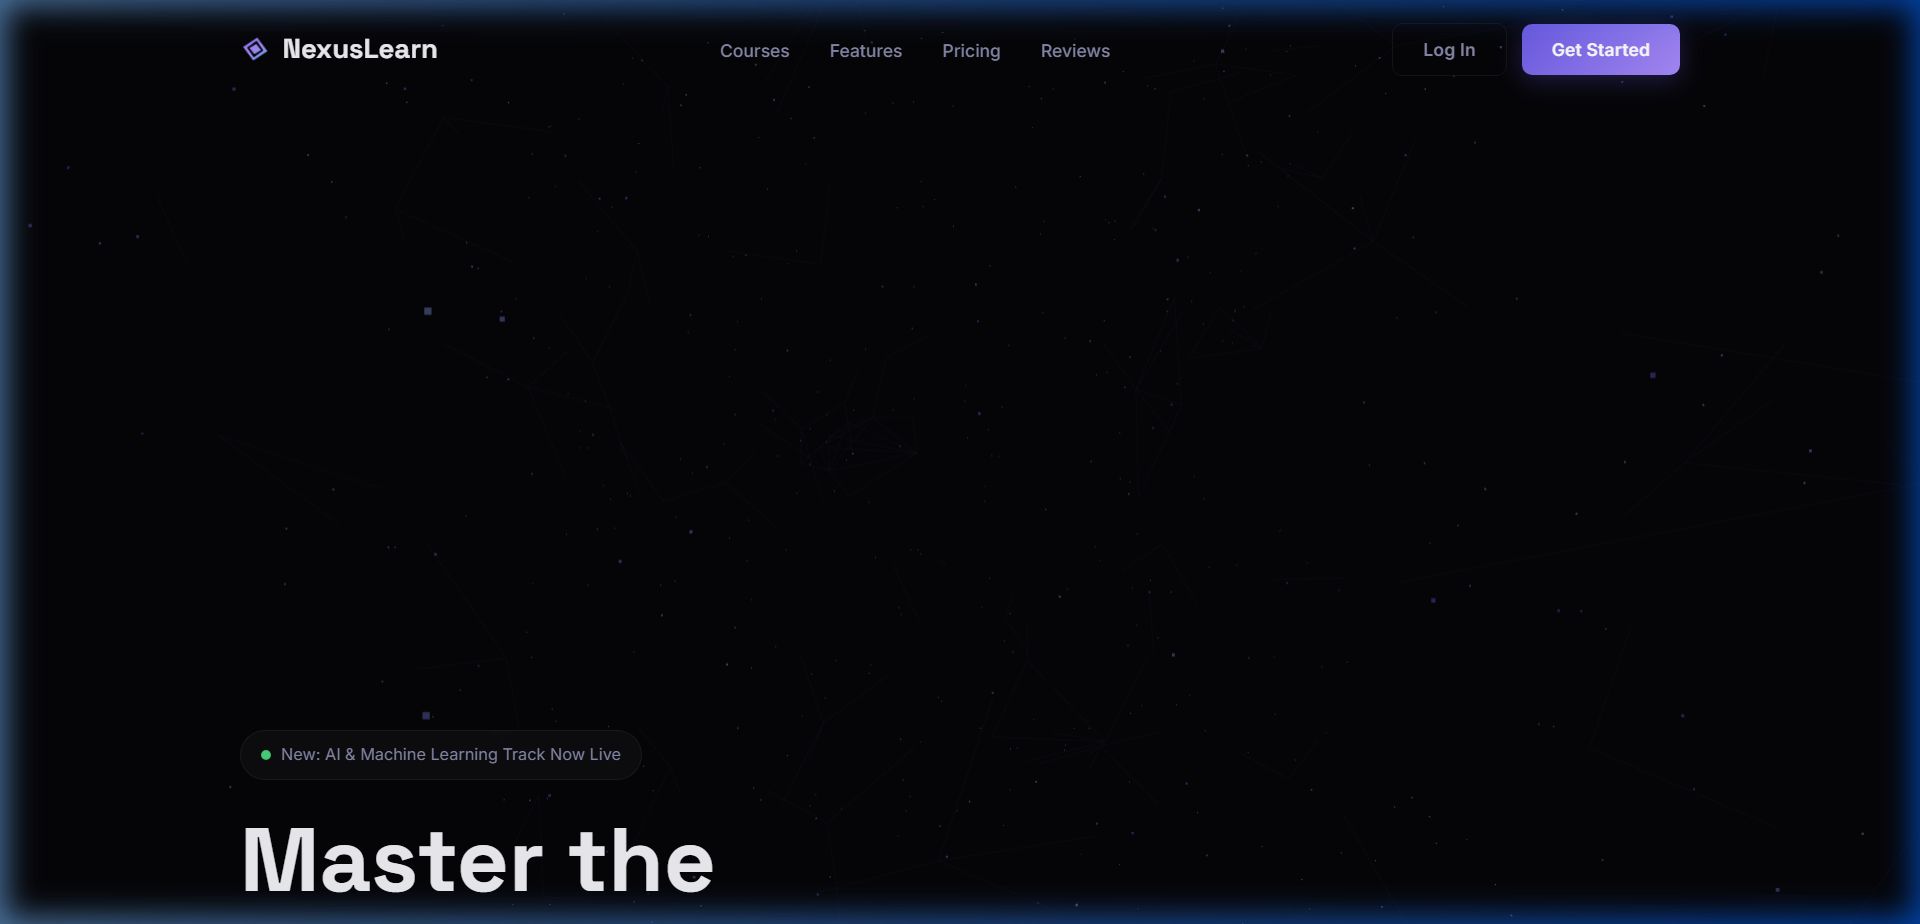 NexusLearn
Courses Features Pricing Reviews
Log In
Get Started
New: AI & Machine Learning Track Now Live
Master the